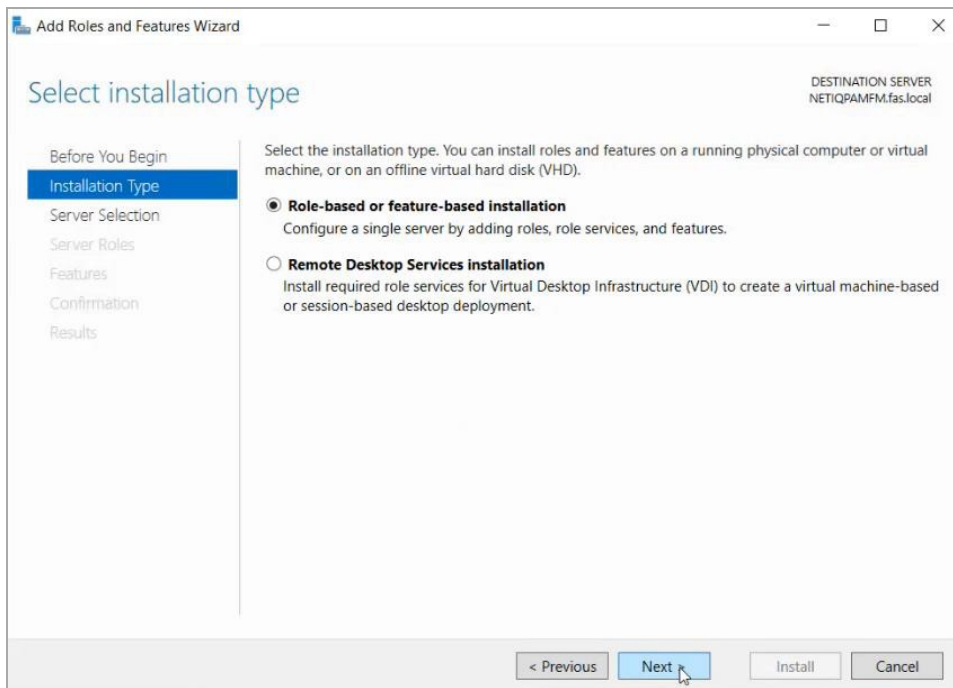 Add Roles and Features Wizard
Select installation type
DESTINATION SERVER
NETIQPAMFM.fas.local
Before You Begin
Installation Type
Server Selection
Server Roles
Features
Confirmation
Results
Select the installation type. You can install roles and features on a running physical computer or virtual
machine, or on an offline virtual hard disk (VHD).
Role-based or feature-based installation
Configure a single server by adding roles, role services, and features.
Remote Desktop Services installation
Install required role services for Virtual Desktop Infrastructure (VDI) to create a virtual machine-based
or session-based desktop deployment.
< Previous
Next >
Install
Cancel